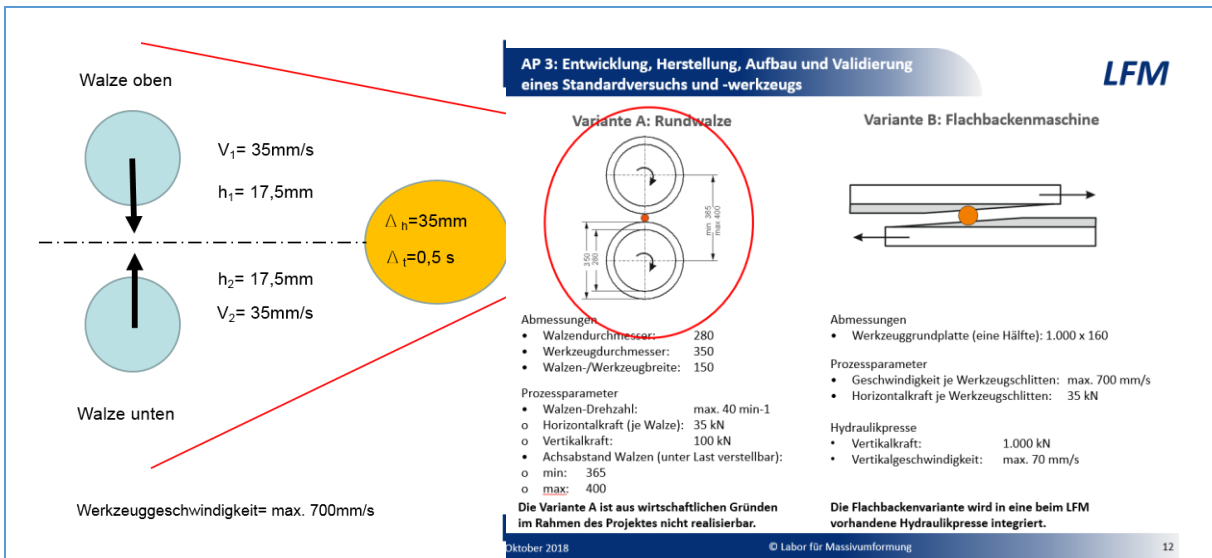 Walze oben
V₁= 35mm/s
h₁= 17,5mm
Δ h=35mm
Δ t=0,5 s
h₂= 17,5mm
V₂= 35mm/s
Walze unten
Werkzeuggeschwindigkeit= max. 700mm/s
AP 3: Entwicklung, Herstellung, Aufbau und Validierung
eines Standardversuchs und -werkzeugs
LFM
Variante A: Rundwalze
350
280
min 365
max 400
Abmessungen
• Walzendurchmesser: 280
• Werkzeugdurchmesser: 350
• Walzen-/Werkzeugbreite: 150
Prozessparameter
• Walzen-Drehzahl: max. 40 min-1
o Horizontalkraft (je Walze): 35 kN
o Vertikalkraft: 100 kN
• Achsabstand Walzen (unter Last verstellbar):
o min: 365
o max: 400
Die Variante A ist aus wirtschaftlichen Gründen
im Rahmen des Projektes nicht realisierbar.
Variante B: Flachbackenmaschine
Abmessungen
• Werkzeuggrundplatte (eine Hälfte): 1.000 x 160
Prozessparameter
• Geschwindigkeit je Werkzeugschlitten: max. 700 mm/s
• Horizontalkraft je Werkzeugschlitten: 35 kN
Hydraulikpresse
• Vertikalkraft: 1.000 kN
• Vertikalgeschwindigkeit: max. 70 mm/s
Die Flachbackenvariante wird in eine beim LFM
vorhandene Hydraulikpresse integriert.
Oktober 2018
© Labor für Massivumformung
12